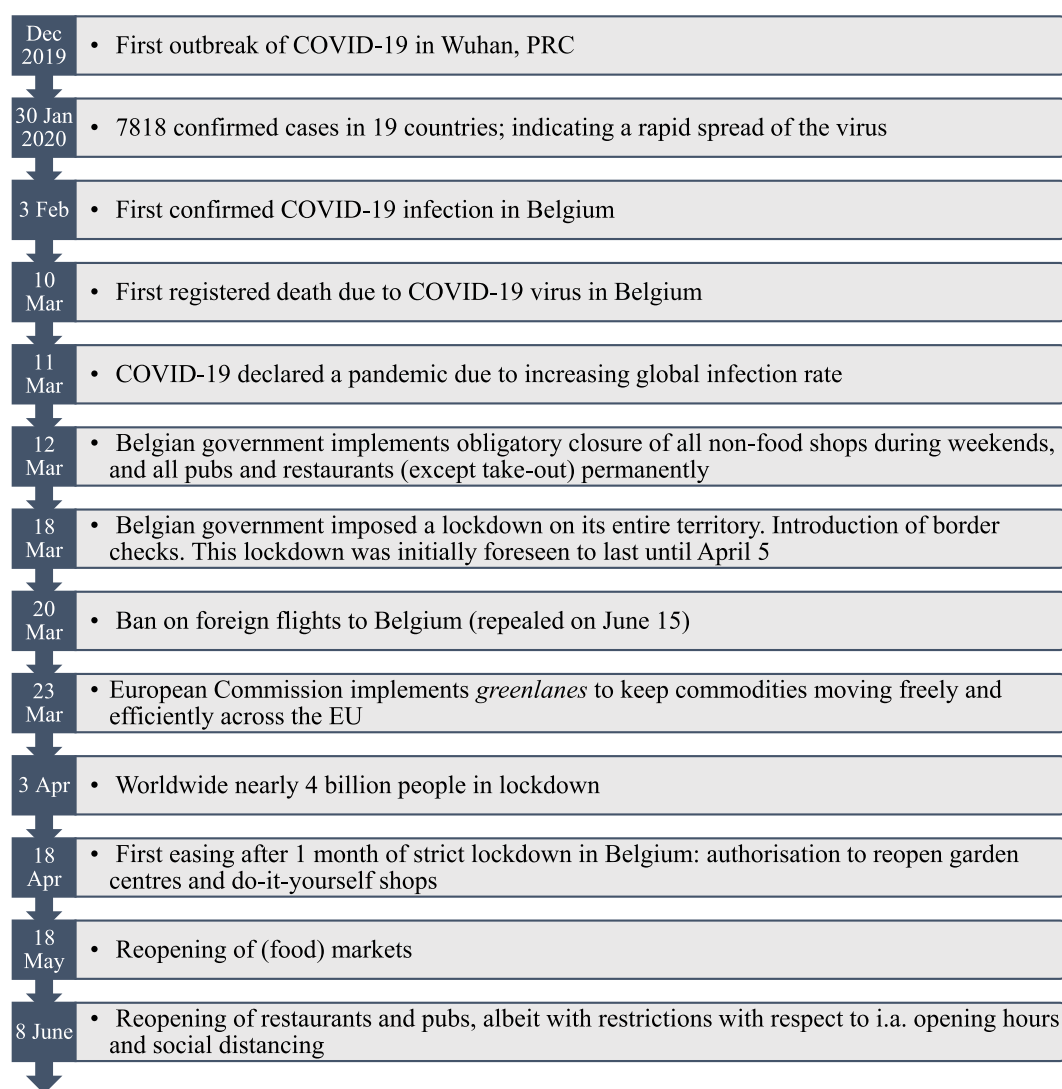 Dec
2019
• First outbreak of COVID-19 in Wuhan, PRC
30 Jan
2020
• 7818 confirmed cases in 19 countries; indicating a rapid spread of the virus
3 Feb
• First confirmed COVID-19 infection in Belgium
10
Mar
• First registered death due to COVID-19 virus in Belgium
11
Mar
• COVID-19 declared a pandemic due to increasing global infection rate
12
Mar
• Belgian government implements obligatory closure of all non-food shops during weekends,
and all pubs and restaurants (except take-out) permanently
18
Mar
• Belgian government imposed a lockdown on its entire territory. Introduction of border
checks. This lockdown was initially foreseen to last until April 5
20
Mar
• Ban on foreign flights to Belgium (repealed on June 15)
23
Mar
• European Commission implements greenlanes to keep commodities moving freely and
efficiently across the EU
3 Apr
• Worldwide nearly 4 billion people in lockdown
18
Apr
• First easing after 1 month of strict lockdown in Belgium: authorisation to reopen garden
centres and do-it-yourself shops
18
May
• Reopening of (food) markets
8 June
• Reopening of restaurants and pubs, albeit with restrictions with respect to i.a. opening hours
and social distancing